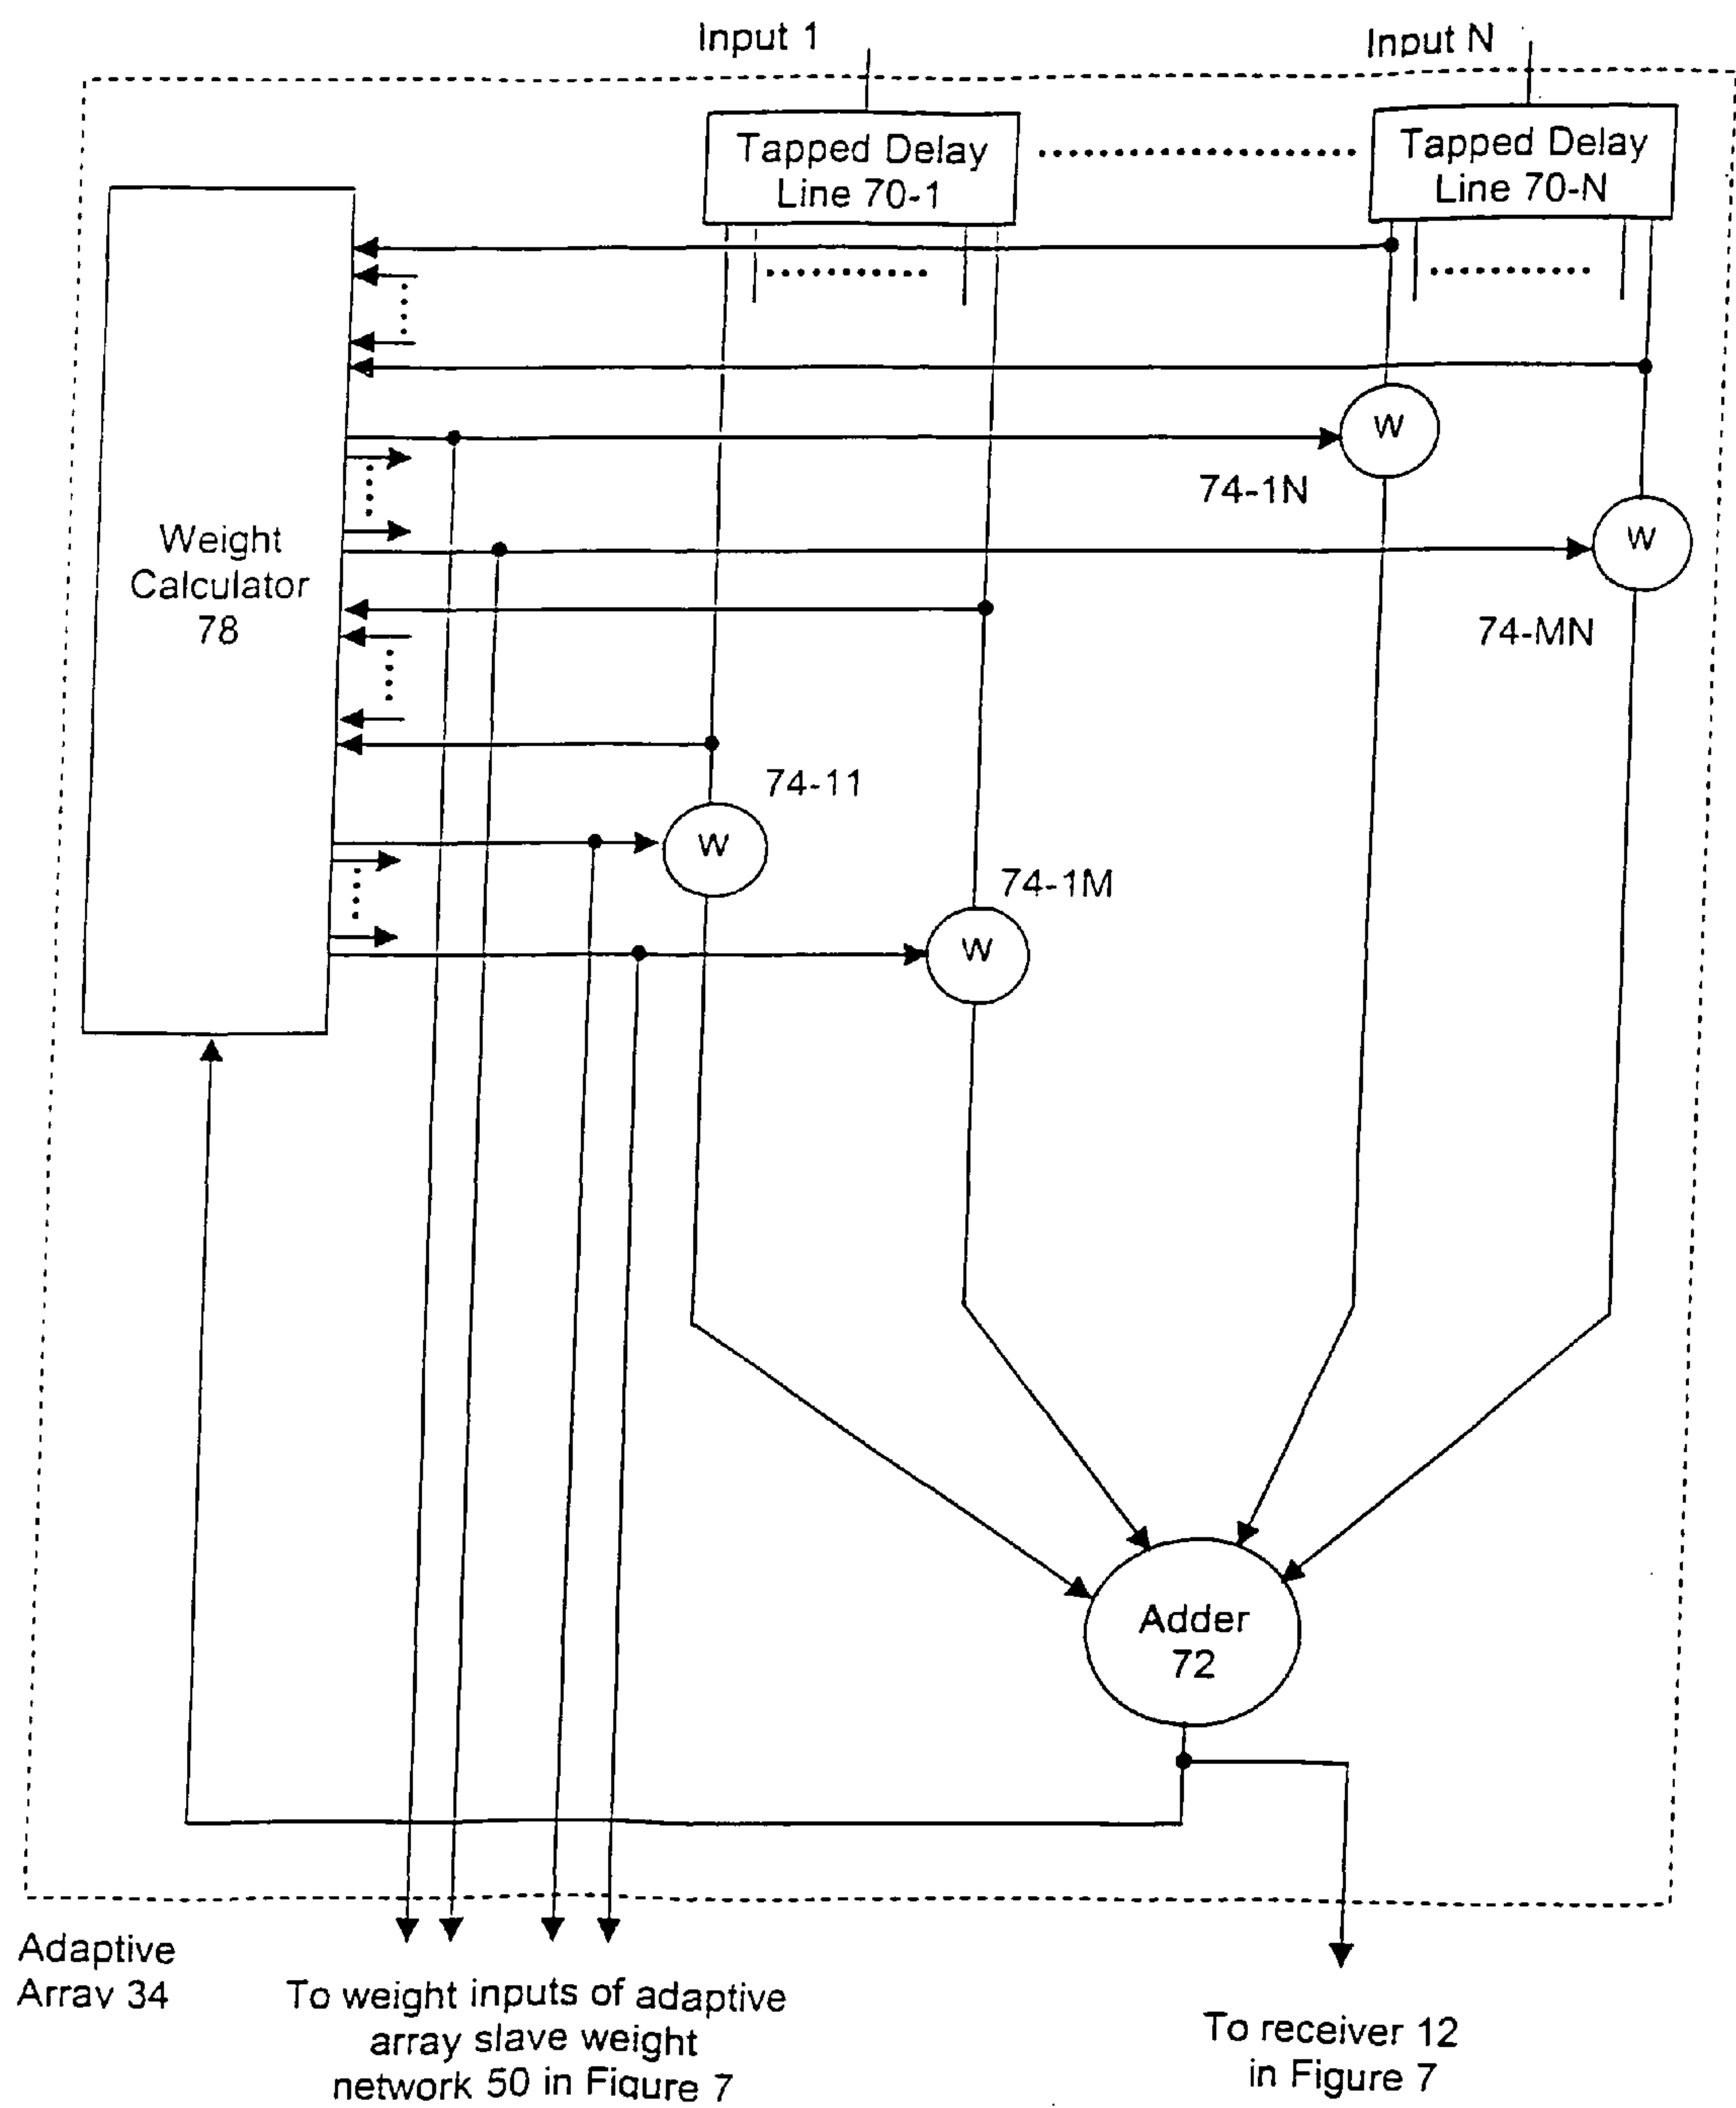 Input 1
Input N
Tapped Delay
Line 70-1
Tapped Delay
Line 70-N
W
74-1N
W
74-MN
Weight
Calculator
78
74-11
W
74-1M
W
Adder
72
Adaptive
Array 34
To weight inputs of adaptive
array slave weight
network 50 in Figure 7
To receiver 12
in Figure 7